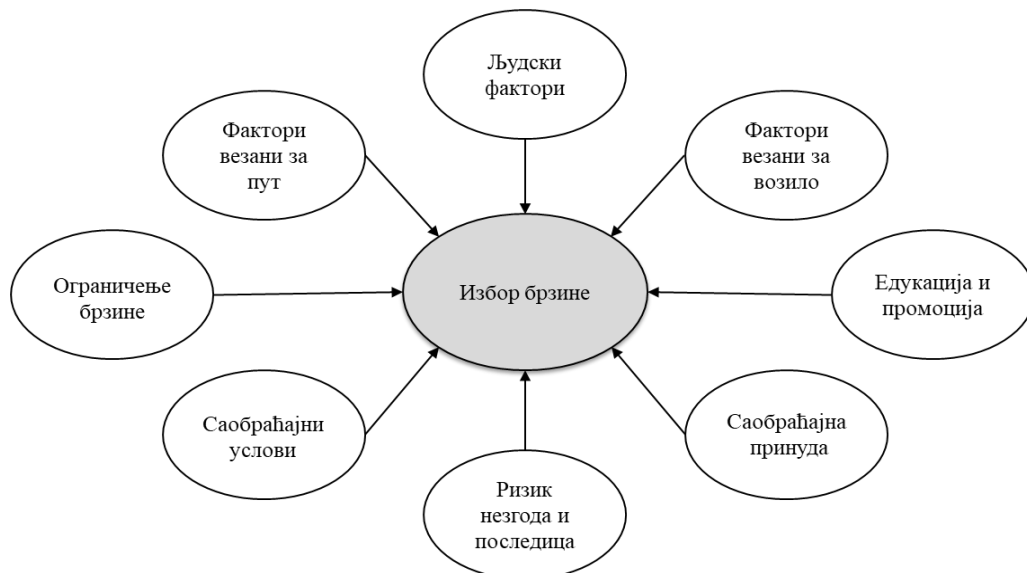 Људски
фактори
Фактори
везани за
пут
Фактори
везани за
возило
Ограничење
брзине
Избор брзине
Едукација и
промоција
Саобраћајни
услови
Саобраћајна
принуда
Ризик
незгода и
последица